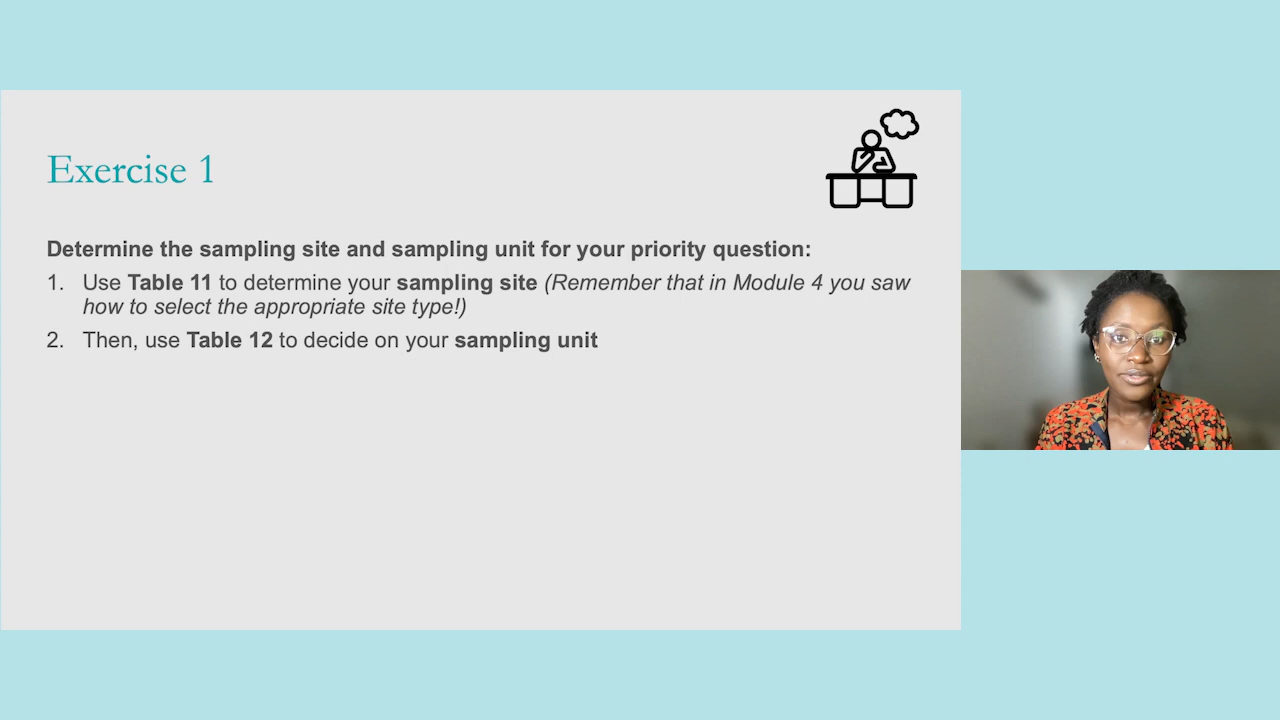 Exercise 1
Determine the sampling site and sampling unit for your priority question:
1. Use Table 11 to determine your sampling site (Remember that in Module 4 you saw
how to select the appropriate site type!)
2. Then, use Table 12 to decide on your sampling unit